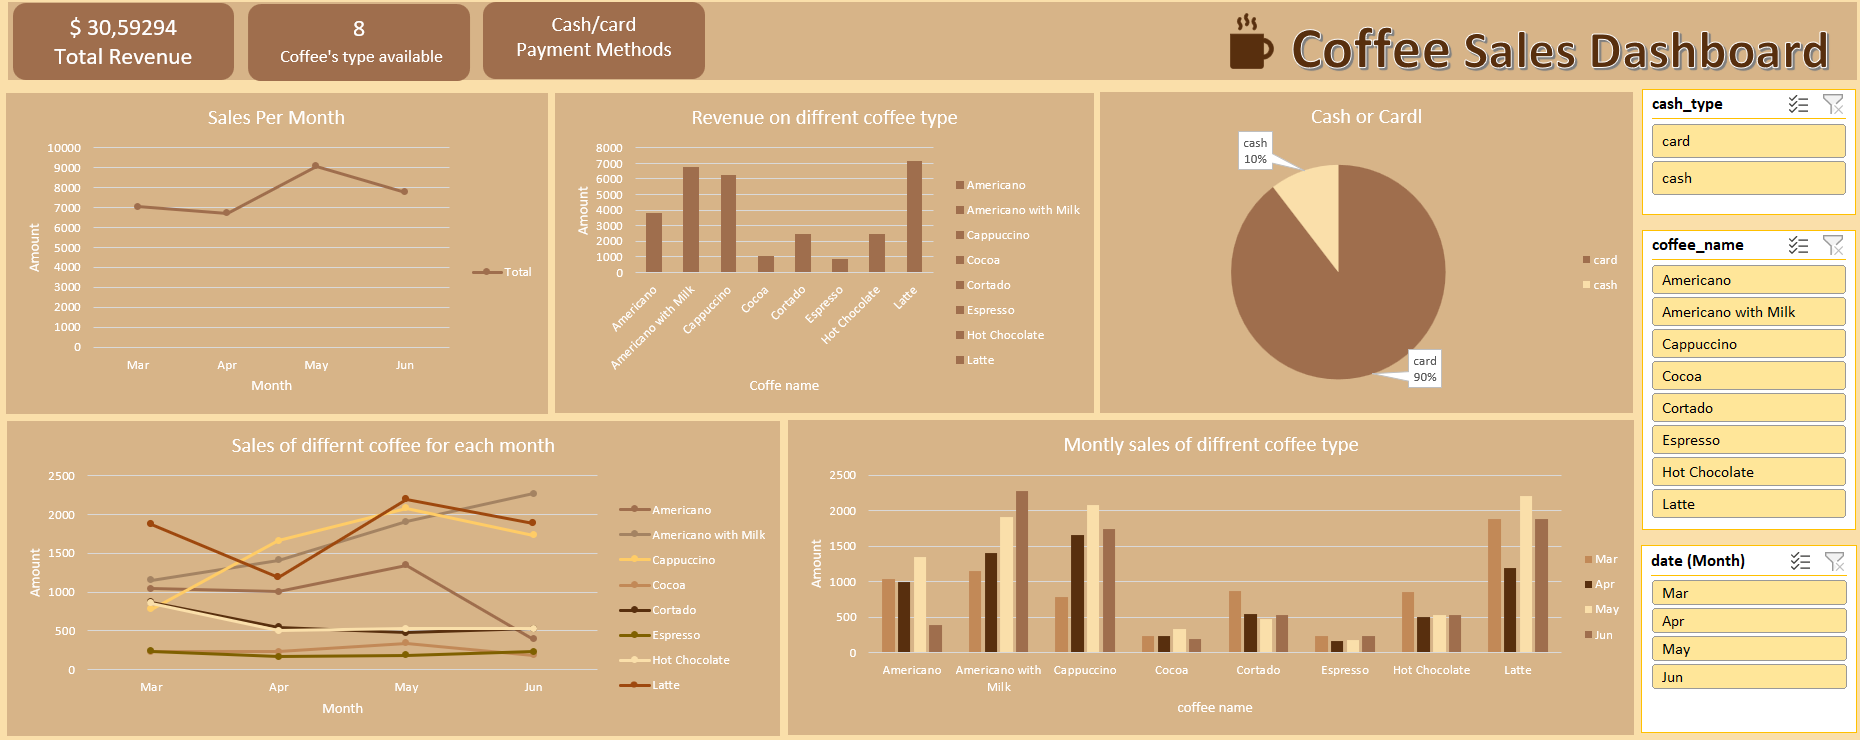 $ 30,59294
Total Revenue
8
Coffee's type available
Cash/card
Payment Methods
Coffee Sales Dashboard
Sales Per Month
10000
9000
8000
7000
6000
5000
4000
3000
2000
1000
0
Amount
Mar Apr May Jun
Month
Total
Revenue on diffrent coffee type
8000
7000
6000
5000
4000
3000
2000
1000
0
Amount
Americano
Americano with Milk
Cappuccino
Cocoa
Cortado
Espresso
Hot Chocolate
Latte
Coffe name
Americano
Americano with Milk
Cappuccino
Cocoa
Cortado
Espresso
Hot Chocolate
Latte
Cash or Cardl
cash
10%
card
90%
card
cash
cash_type
card
cash
coffee_name
Americano
Americano with Milk
Cappuccino
Cocoa
Cortado
Espresso
Hot Chocolate
Latte
date (Month)
Mar
Apr
May
Jun
Sales of differnt coffee for each month
2500
2000
1500
1000
500
0
Amount
Mar Apr May Jun
Month
Americano
Americano with Milk
Cappuccino
Cocoa
Cortado
Espresso
Hot Chocolate
Latte
Montly sales of diffrent coffee type
2500
2000
1500
1000
500
0
Amount
Americano
Americano with
Milk
Cappuccino
Cocoa
Cortado
Espresso
Hot Chocolate
Latte
coffee name
Mar
Apr
May
Jun